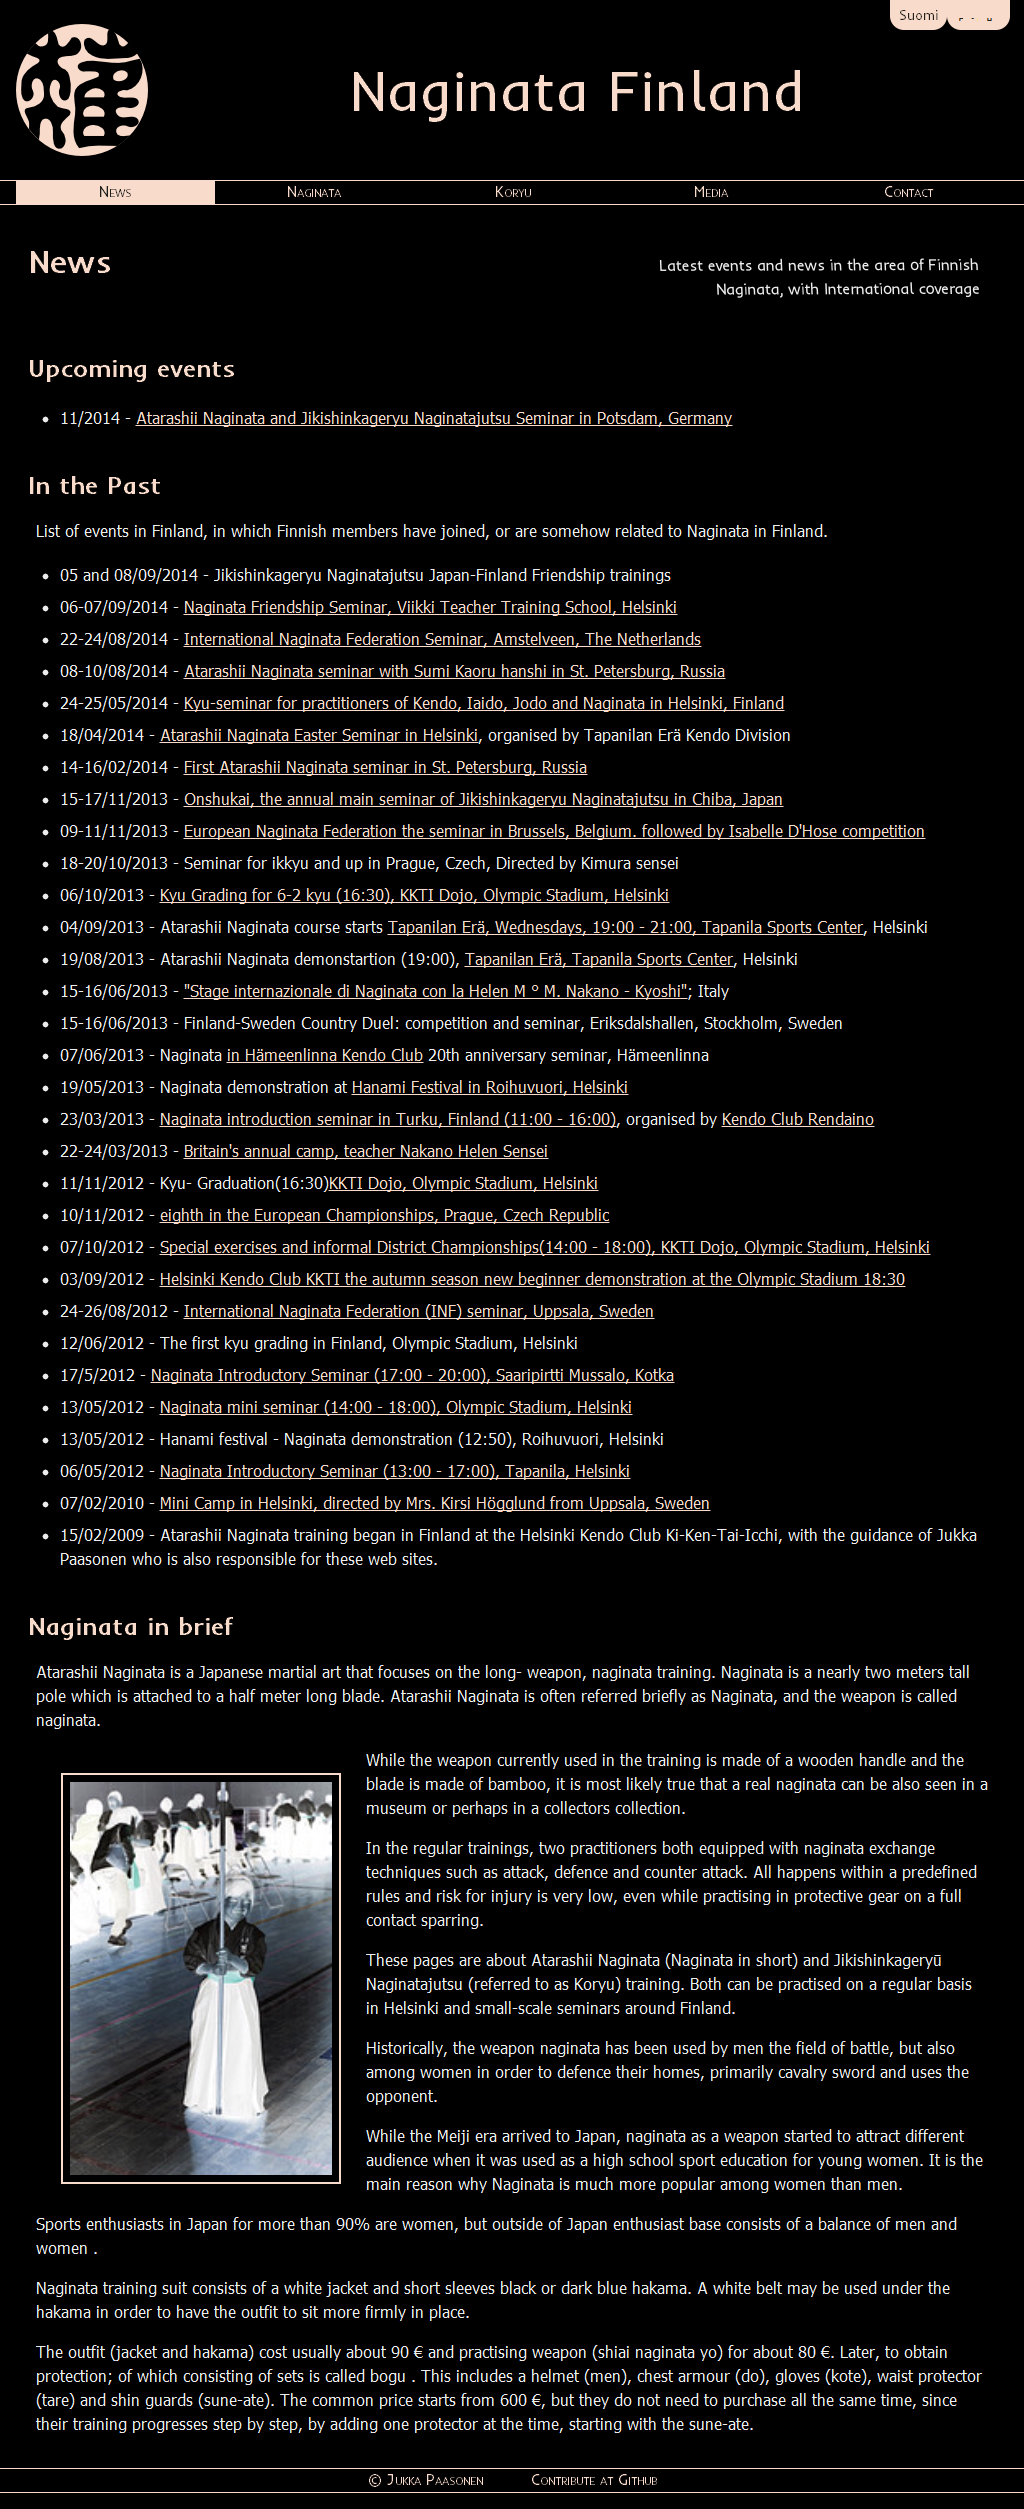 Suomi
Naginata Finland
News
Naginata
Koryu
Media
Contact
News
Latest events and news in the area of Finnish
Naginata, with International coverage
Upcoming events
11/2014 - Atarashii Naginata and Jikishinkageryu Naginatajutsu Seminar in Potsdam, Germany
In the Past
List of events in Finland, in which Finnish members have joined, or are somehow related to Naginata in Finland.
05 and 08/09/2014 - Jikishinkageryu Naginatajutsu Japan-Finland Friendship trainings
06-07/09/2014 - Naginata Friendship Seminar, Viikki Teacher Training School, Helsinki
22-24/08/2014 - International Naginata Federation Seminar, Amstelveen, The Netherlands
08-10/08/2014 - Atarashii Naginata seminar with Sumi Kaoru hanshi in St. Petersburg, Russia
24-25/05/2014 - Kyu-seminar for practitioners of Kendo, Iaido, Jodo and Naginata in Helsinki, Finland
18/04/2014 - Atarashii Naginata Easter Seminar in Helsinki, organised by Tapanilan Erä Kendo Division
14-16/02/2014 - First Atarashii Naginata seminar in St. Petersburg, Russia
15-17/11/2013 - Onshukai, the annual main seminar of Jikishinkageryu Naginatajutsu in Chiba, Japan
09-11/11/2013 - European Naginata Federation the seminar in Brussels, Belgium. followed by Isabelle D'Hose competition
18-20/10/2013 - Seminar for ikkyu and up in Prague, Czech, Directed by Kimura sensei
06/10/2013 - Kyu Grading for 6-2 kyu (16:30), KKTI Dojo, Olympic Stadium, Helsinki
04/09/2013 - Atarashii Naginata course starts Tapanilan Erä, Wednesdays, 19:00 - 21:00, Tapanila Sports Center, Helsinki
19/08/2013 - Atarashii Naginata demonstartion (19:00), Tapanilan Erä, Tapanila Sports Center, Helsinki
15-16/06/2013 - "Stage internazionale di Naginata con la Helen M ° M. Nakano - Kyoshi"; Italy
15-16/06/2013 - Finland-Sweden Country Duel: competition and seminar, Eriksdalshallen, Stockholm, Sweden
07/06/2013 - Naginata in Hämeenlinna Kendo Club 20th anniversary seminar, Hämeenlinna
19/05/2013 - Naginata demonstration at Hanami Festival in Roihuvuori, Helsinki
23/03/2013 - Naginata introduction seminar in Turku, Finland (11:00 - 16:00), organised by Kendo Club Rendaino
22-24/03/2013 - Britain's annual camp, teacher Nakano Helen Sensei
11/11/2012 - Kyu- Graduation(16:30)KKTI Dojo, Olympic Stadium, Helsinki
10/11/2012 - eighth in the European Championships, Prague, Czech Republic
07/10/2012 - Special exercises and informal District Championships(14:00 - 18:00), KKTI Dojo, Olympic Stadium, Helsinki
03/09/2012 - Helsinki Kendo Club KKTI the autumn season new beginner demonstration at the Olympic Stadium 18:30
24-26/08/2012 - International Naginata Federation (INF) seminar, Uppsala, Sweden
12/06/2012 - The first kyu grading in Finland, Olympic Stadium, Helsinki
17/5/2012 - Naginata Introductory Seminar (17:00 - 20:00), Saaripirtti Mussalo, Kotka
13/05/2012 - Naginata mini seminar (14:00 - 18:00), Olympic Stadium, Helsinki
13/05/2012 - Hanami festival - Naginata demonstration (12:50), Roihuvuori, Helsinki
06/05/2012 - Naginata Introductory Seminar (13:00 - 17:00), Tapanila, Helsinki
07/02/2010 - Mini Camp in Helsinki, directed by Mrs. Kirsi Högglund from Uppsala, Sweden
15/02/2009 - Atarashii Naginata training began in Finland at the Helsinki Kendo Club Ki-Ken-Tai-Icchi, with the guidance of Jukka
Paasonen who is also responsible for these web sites.
Naginata in brief
Atarashii Naginata is a Japanese martial art that focuses on the long- weapon, naginata training. Naginata is a nearly two meters tall
pole which is attached to a half meter long blade. Atarashii Naginata is often referred briefly as Naginata, and the weapon is called
naginata.
While the weapon currently used in the training is made of a wooden handle and the
blade is made of bamboo, it is most likely true that a real naginata can be also seen in a
museum or perhaps in a collectors collection.
In the regular trainings, two practitioners both equipped with naginata exchange
techniques such as attack, defence and counter attack. All happens within a predefined
rules and risk for injury is very low, even while practising in protective gear on a full
contact sparring.
These pages are about Atarashii Naginata (Naginata in short) and Jikishinkageryū
Naginatajutsu (referred to as Koryu) training. Both can be practised on a regular basis
in Helsinki and small-scale seminars around Finland.
Historically, the weapon naginata has been used by men the field of battle, but also
among women in order to defence their homes, primarily cavalry sword and uses the
opponent.
While the Meiji era arrived to Japan, naginata as a weapon started to attract different
audience when it was used as a high school sport education for young women. It is the
main reason why Naginata is much more popular among women than men.
Sports enthusiasts in Japan for more than 90% are women, but outside of Japan enthusiast base consists of a balance of men and
women .
Naginata training suit consists of a white jacket and short sleeves black or dark blue hakama. A white belt may be used under the
hakama in order to have the outfit to sit more firmly in place.
The outfit (jacket and hakama) cost usually about 90 € and practising weapon (shiai naginata yo) for about 80 €. Later, to obtain
protection; of which consisting of sets is called bogu . This includes a helmet (men), chest armour (do), gloves (kote), waist protector
(tare) and shin guards (sune-ate). The common price starts from 600 €, but they do not need to purchase all the same time, since
their training progresses step by step, by adding one protector at the time, starting with the sune-ate.
© Jukka Paasonen
Contribute at Github